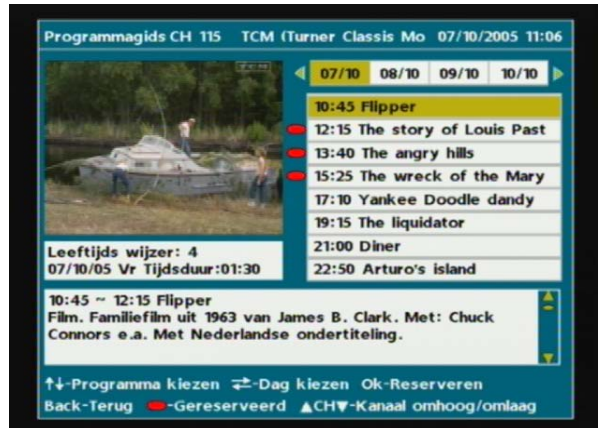 Programmagids CH 115 TCM (Turner Classis Mo 07/10/2005 11:06
07/10 08/10 09/10 10/10
10:45 Flipper
12:15 The story of Louis Past
13:40 The angry hills
15:25 The wreck of the Mary
17:10 Yankee Doodle dandy
19:15 The liquidator
21:00 Diner
22:50 Arturo's island
Leeftijds wijzer: 4
07/10/05 Vr Tijdsduur:01:30
10:45 ~ 12:15 Flipper
Film. Familiefilm uit 1963 van James B. Clark. Met: Chuck
Connors e.a. Met Nederlandse ondertiteling.
↑↓-Programma kiezen ⇄-Dag kiezen Ok-Reserveren
Back-Terug -Gereserveerd ▲CH▼-Kanaal omhoog/omlaag